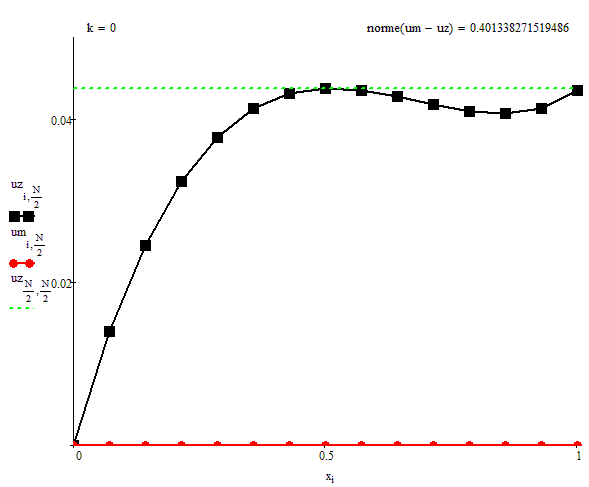 k = 0
norme(um − uz) = 0.401338271519486
0.04
uz i, N/2
um i, N/2
uz N/2, N/2
0.02
0
0.5
1
x i